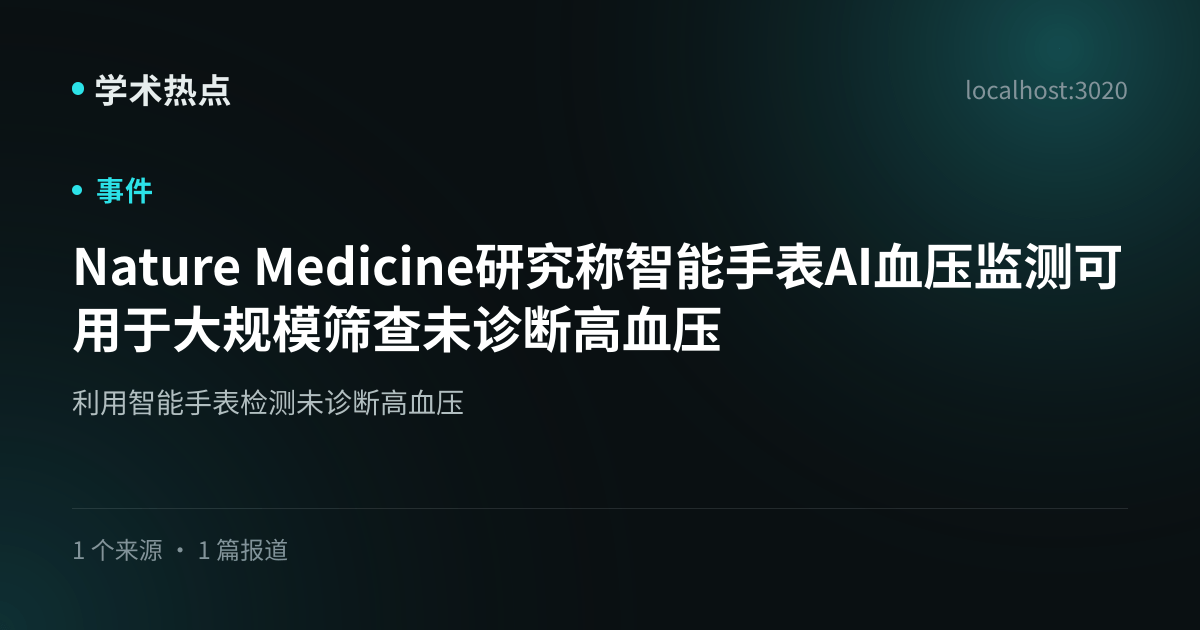 学术热点
localhost:3020
事件
Nature Medicine研究称智能手表AI血压监测可
用于大规模筛查未诊断高血压
利用智能手表检测未诊断高血压
1 个来源 · 1 篇报道